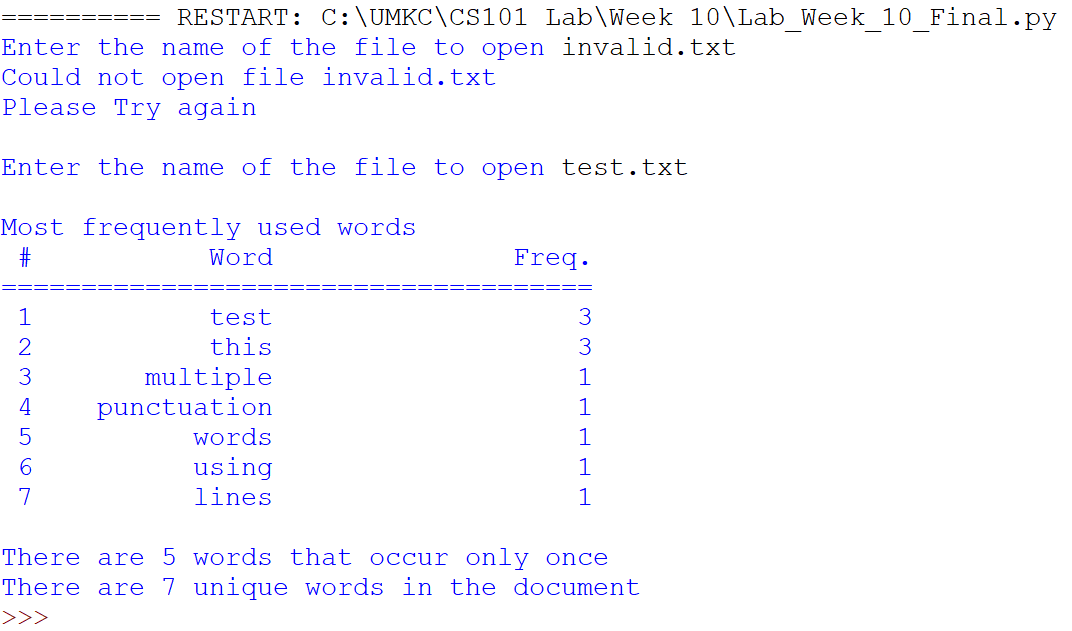 ========== RESTART: C:\UMKC\CS101 Lab\Week 10\Lab_Week_10_Final.py
Enter the name of the file to open invalid.txt
Could not open file invalid.txt
Please Try again

Enter the name of the file to open test.txt

Most frequently used words
 #           Word               Freq.
=====================================
 1           test                   3
 2           this                   3
 3       multiple                   1
 4    punctuation                   1
 5          words                   1
 6          using                   1
 7          lines                   1

There are 5 words that occur only once
There are 7 unique words in the document
>>>